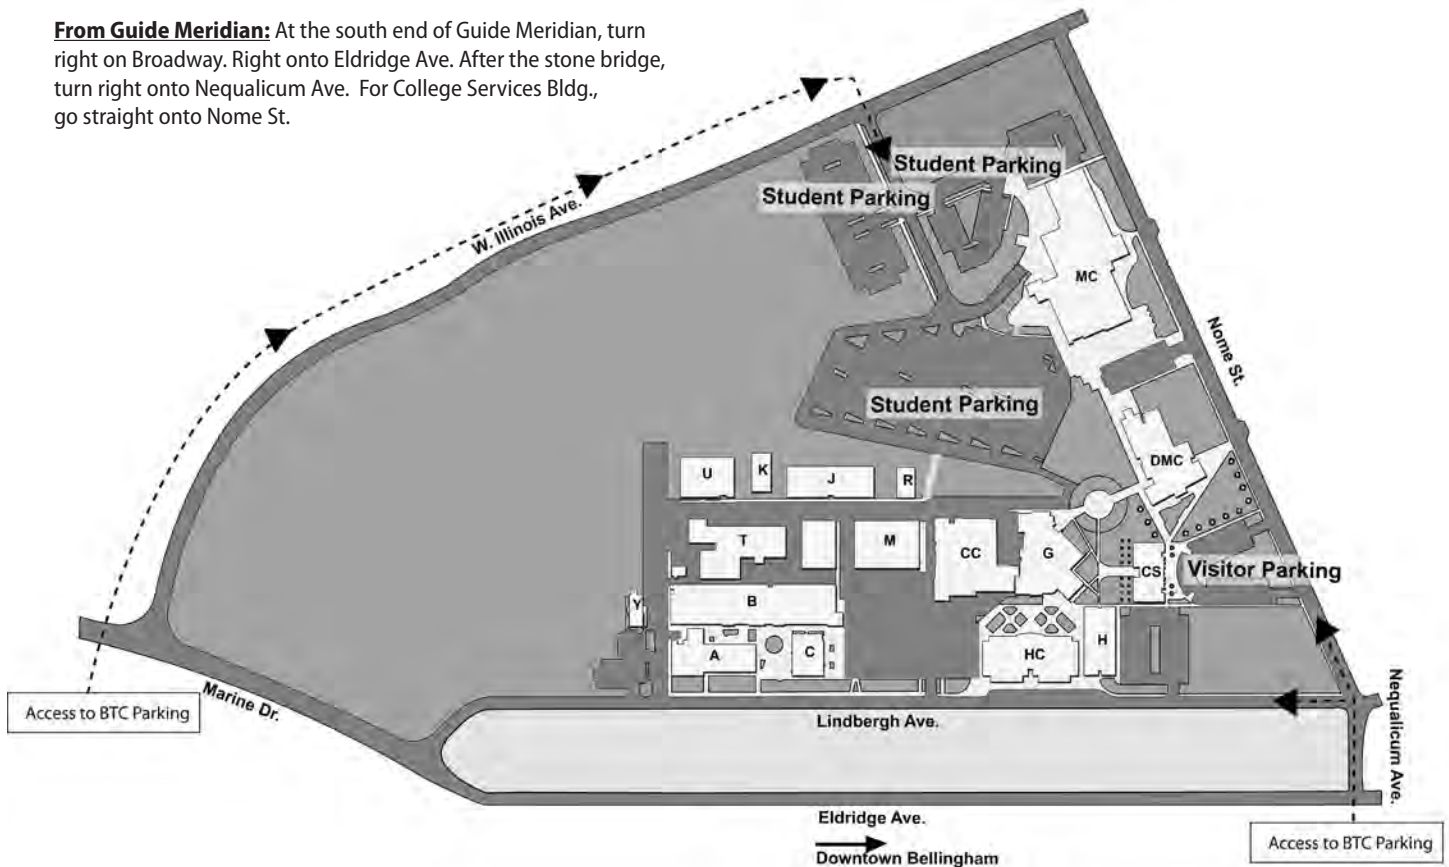 From Guide Meridian: At the south end of Guide Meridian, turn
right on Broadway. Right onto Eldridge Ave. After the stone bridge,
turn right onto Nequalicum Ave. For College Services Bldg.,
go straight onto Nome St.
Student Parking
Student Parking
W. Illinois Ave.
MC
Nome St.
Student Parking
DMC
U
K
J
R
T
M
CC
G
CS
Visitor Parking
Y
B
A
C
HC
H
Marine Dr.
Access to BTC Parking
Lindbergh Ave.
Nequalicum Ave.
Eldridge Ave.
Downtown Bellingham
Access to BTC Parking